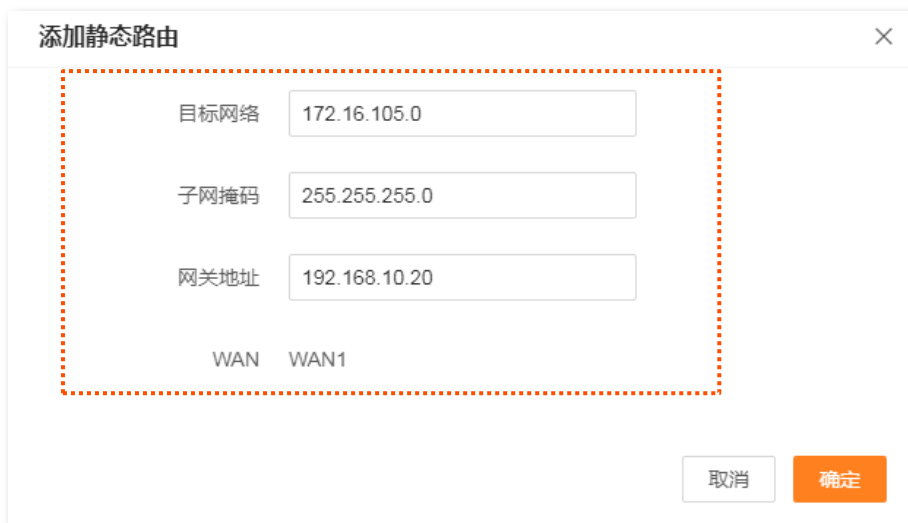 添加静态路由
目标网络 172.16.105.0
子网掩码 255.255.255.0
网关地址 192.168.10.20
WAN WAN1
取消 确定